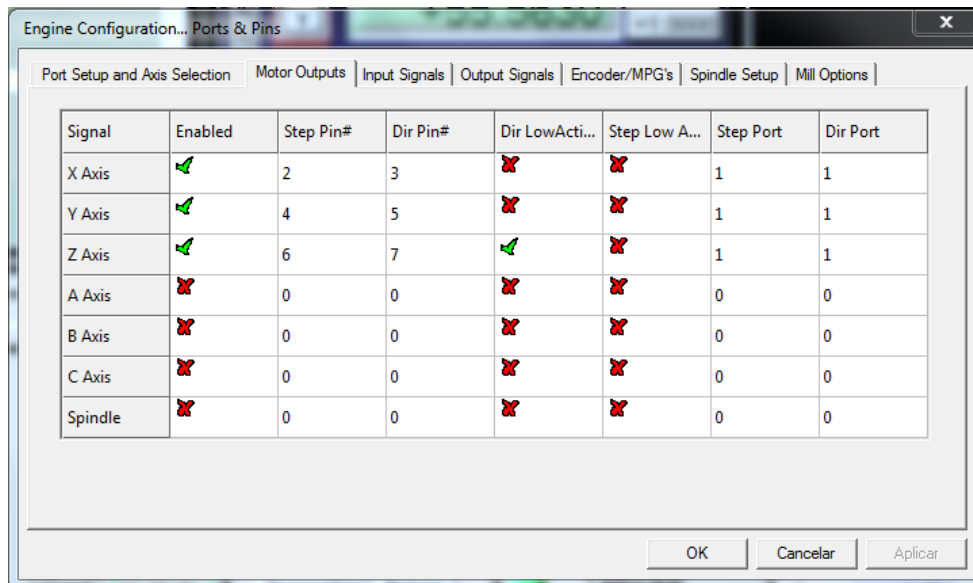 Engine Configuration... Ports & Pins
Port Setup and Axis Selection Motor Outputs Input Signals Output Signals Encoder/MPG's Spindle Setup Mill Options
Signal Enabled Step Pin# Dir Pin# Dir LowActi... Step Low A... Step Port Dir Port
X Axis 2 3 1 1
Y Axis 4 5 1 1
Z Axis 6 7 1 1
A Axis 0 0 0 0
B Axis 0 0 0 0
C Axis 0 0 0 0
Spindle 0 0 0 0
OK Cancelar Aplicar